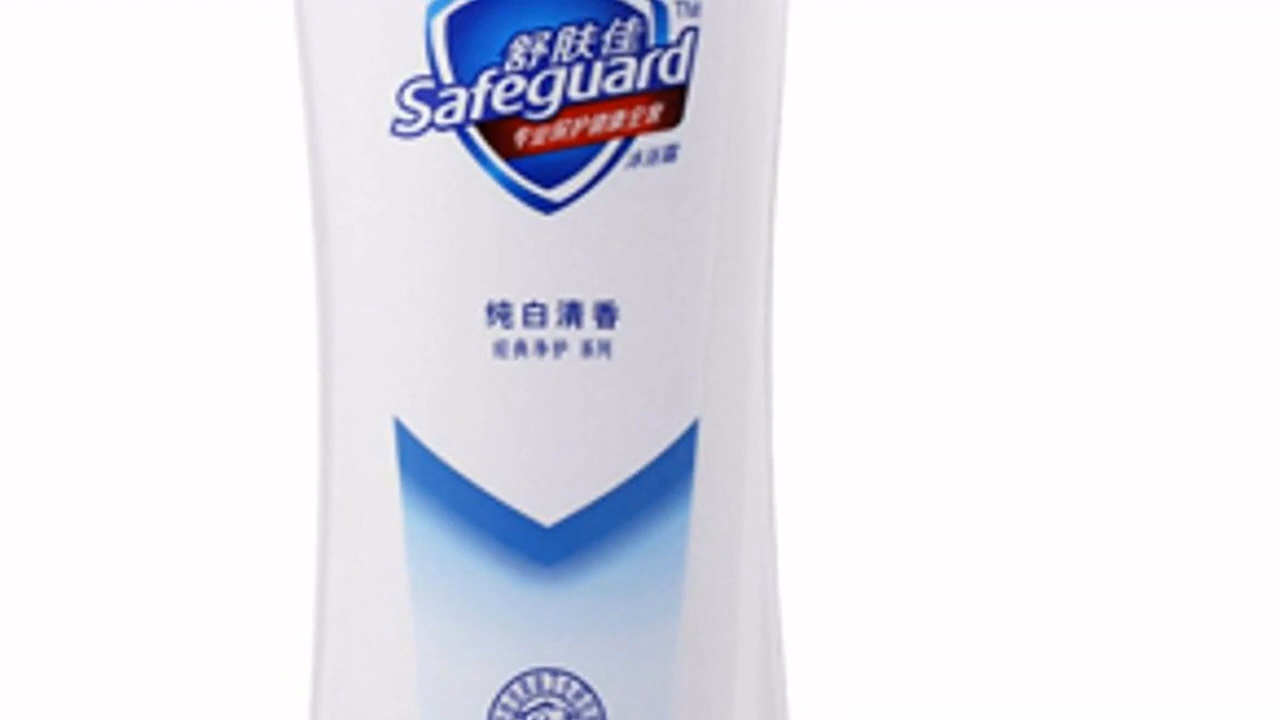 TM
舒肤佳
Safeguard
专业保护健康全家
沐浴露
纯白清香
经典净护 系列